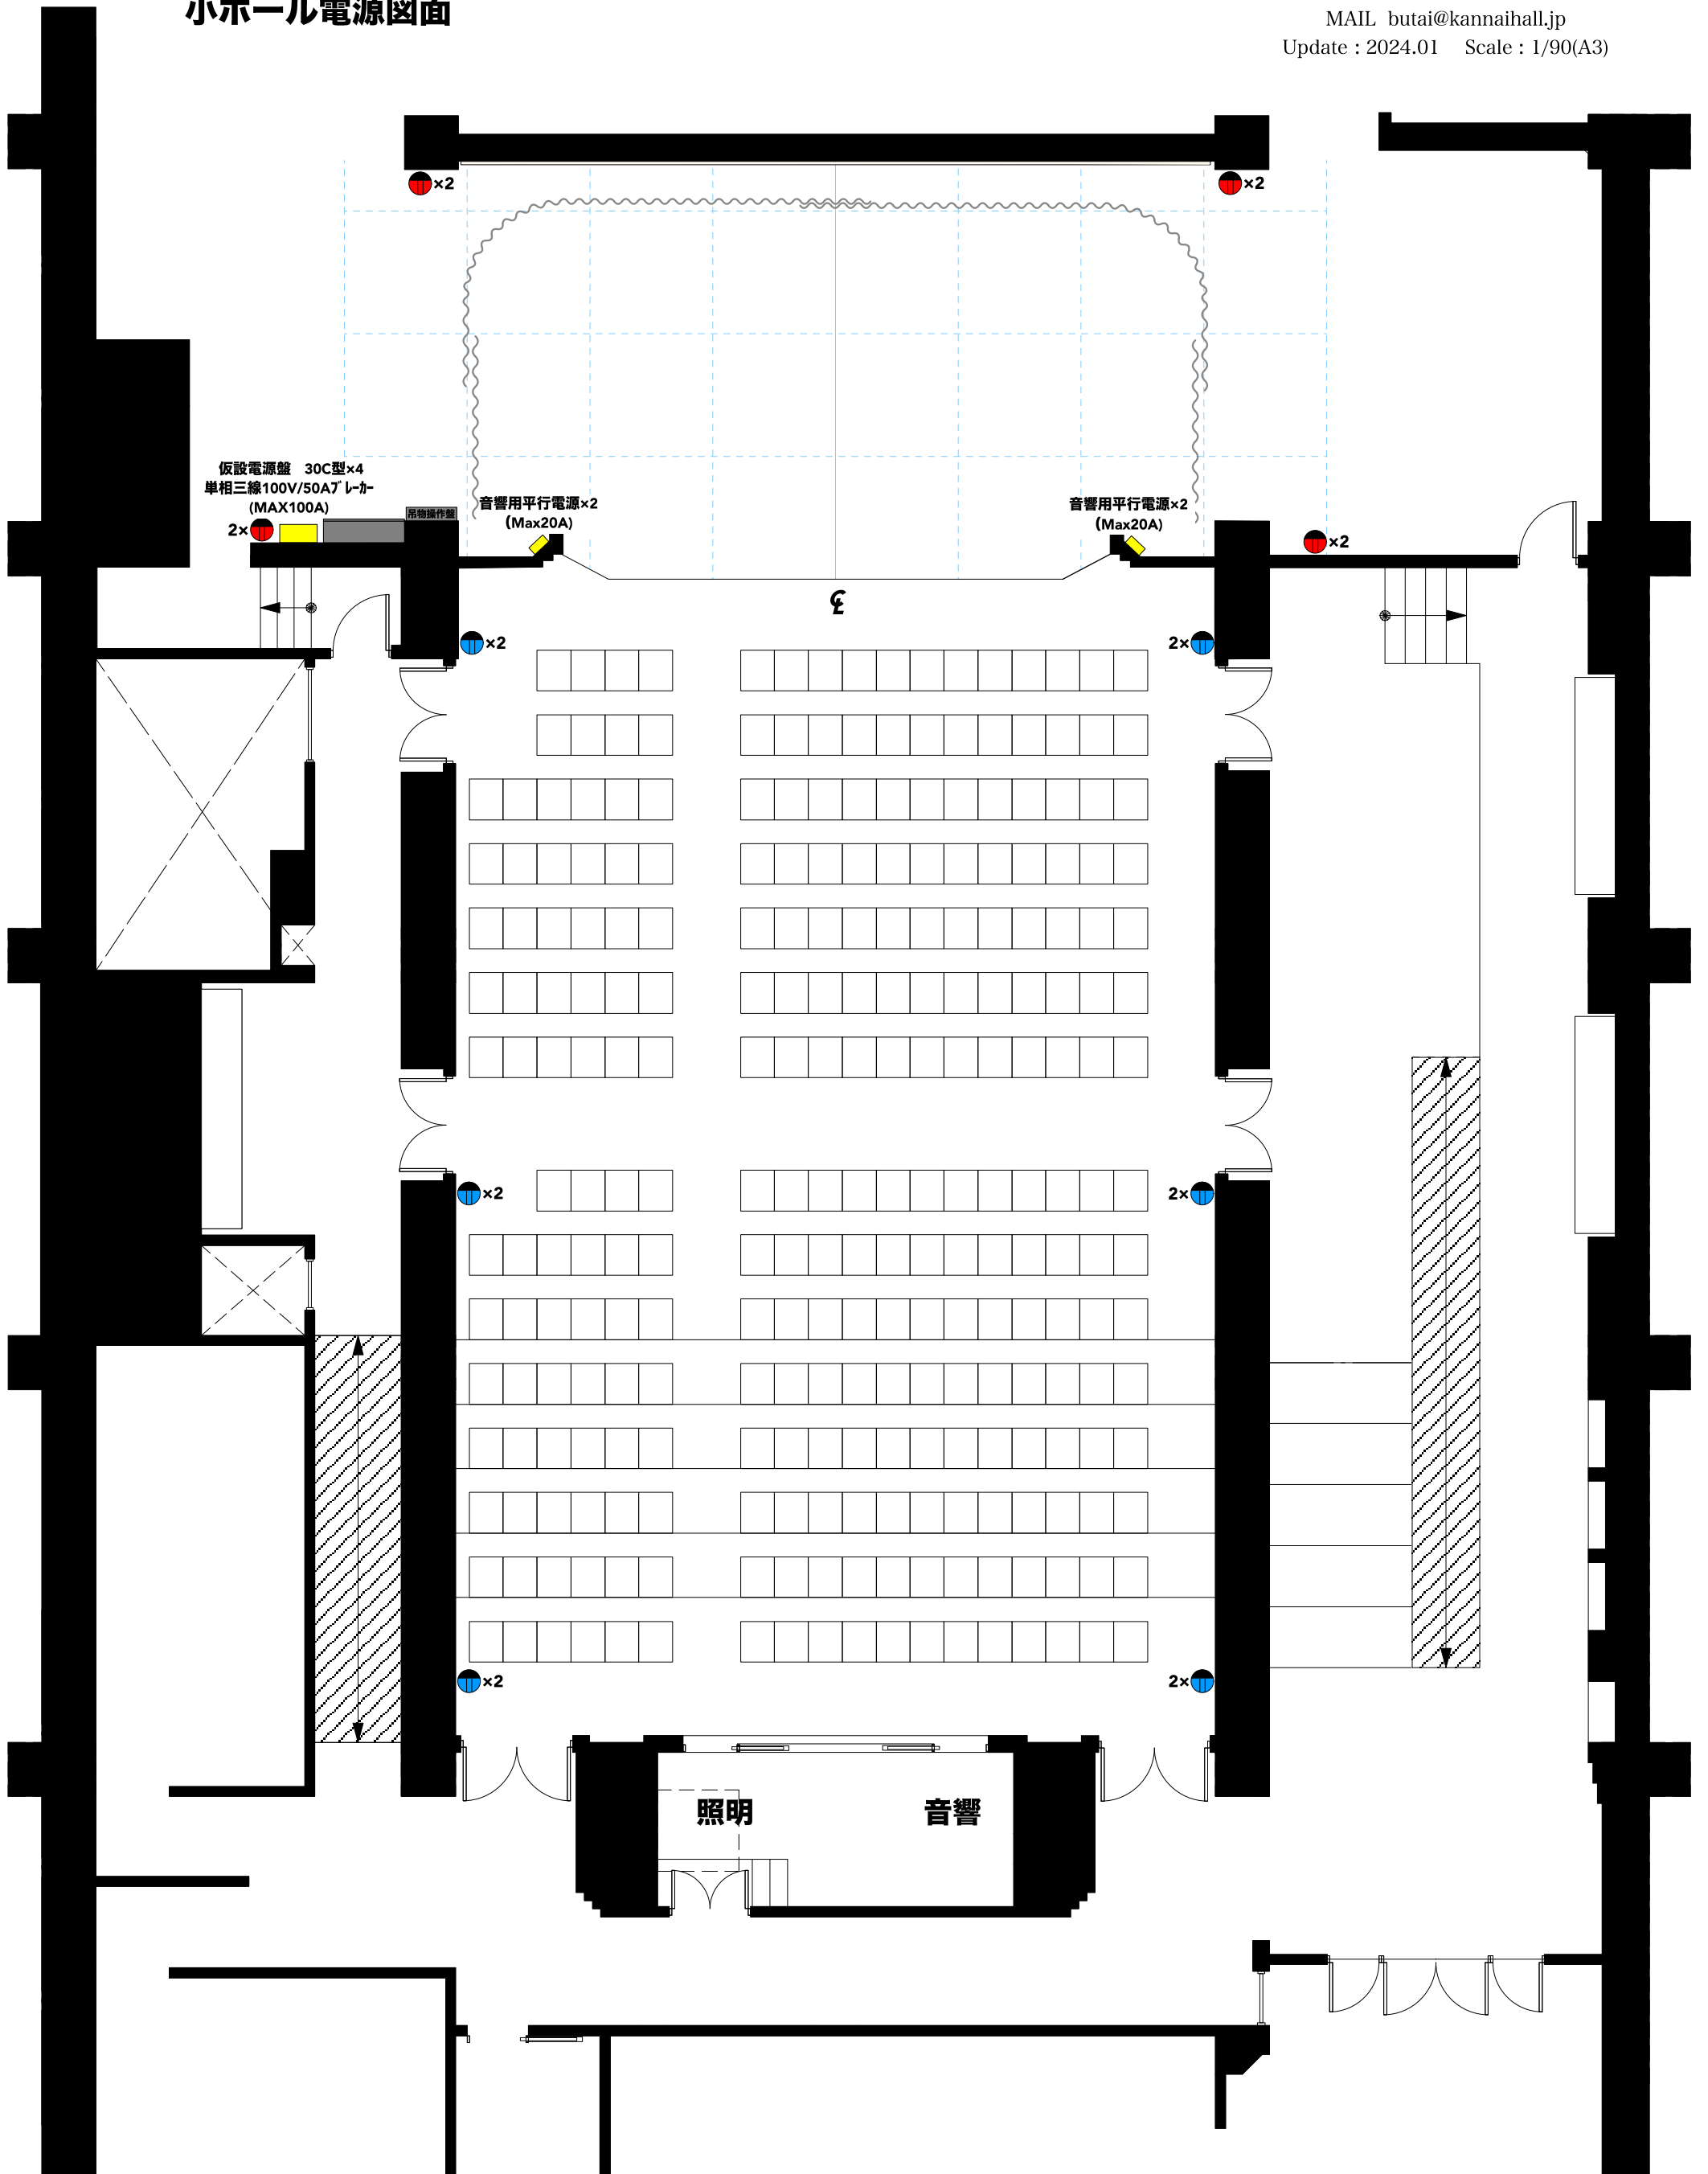 小ホール電源図面
MAIL butai@kannaihall.jp
Update : 2024.01 Scale : 1/90(A3)
×2
×2
仮設電源盤 30C型×4
単相三線100V/50Aブレーカー
(MAX100A)
2×
吊物操作盤
音響用平行電源×2
(Max20A)
音響用平行電源×2
(Max20A)
×2
℄
×2
2×
×2
2×
×2
2×
照明
音響